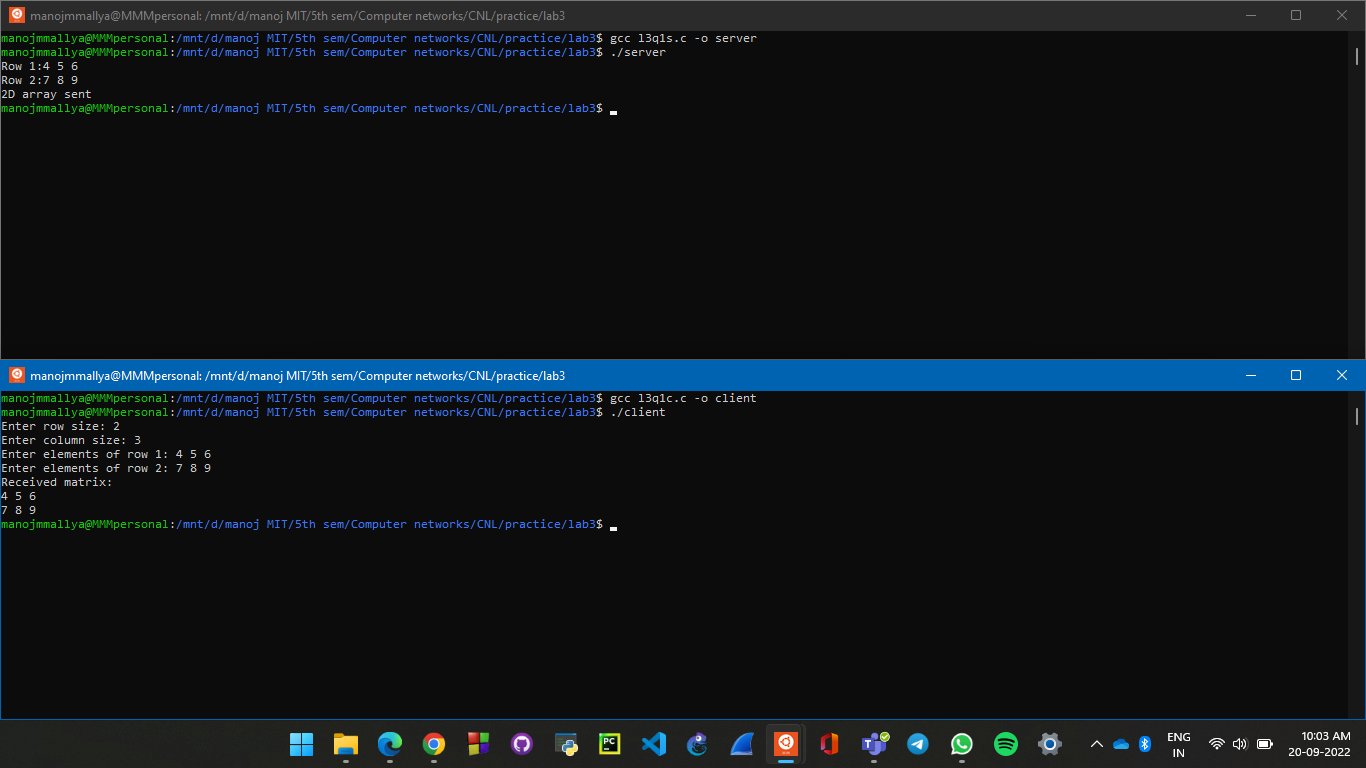 manojmmallya@MMMpersonal: /mnt/d/manoj MIT/5th sem/Computer networks/CNL/practice/lab3
manojmmallya@MMMpersonal:/mnt/d/manoj MIT/5th sem/Computer networks/CNL/practice/lab3$ gcc l3q1s.c -o server
manojmmallya@MMMpersonal:/mnt/d/manoj MIT/5th sem/Computer networks/CNL/practice/lab3$ ./server
Row 1:4 5 6
Row 2:7 8 9
2D array sent
manojmmallya@MMMpersonal:/mnt/d/manoj MIT/5th sem/Computer networks/CNL/practice/lab3$
manojmmallya@MMMpersonal: /mnt/d/manoj MIT/5th sem/Computer networks/CNL/practice/lab3
manojmmallya@MMMpersonal:/mnt/d/manoj MIT/5th sem/Computer networks/CNL/practice/lab3$ gcc l3q1c.c -o client
manojmmallya@MMMpersonal:/mnt/d/manoj MIT/5th sem/Computer networks/CNL/practice/lab3$ ./client
Enter row size: 2
Enter column size: 3
Enter elements of row 1: 4 5 6
Enter elements of row 2: 7 8 9
Received matrix:
4 5 6
7 8 9
manojmmallya@MMMpersonal:/mnt/d/manoj MIT/5th sem/Computer networks/CNL/practice/lab3$
PC
ENG
IN
10:03 AM
20-09-2022